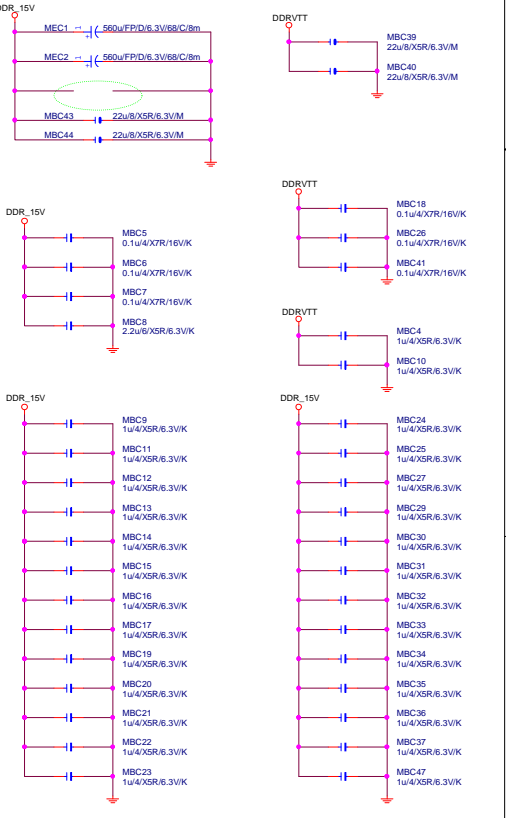 DDR_15V
MEC1 1 560u/FP/D/6.3V/68/C/8m
+
MEC2 1 560u/FP/D/6.3V/68/C/8m
+
MBC43 22u/8/X5R/6.3V/M
MBC44 22u/8/X5R/6.3V/M
DDRVTT
MBC39
22u/8/X5R/6.3V/M
MBC40
22u/8/X5R/6.3V/M
DDR_15V
MBC5
0.1u/4/X7R/16V/K
MBC6
0.1u/4/X7R/16V/K
MBC7
0.1u/4/X7R/16V/K
MBC8
2.2u/6/X5R/6.3V/K
DDRVTT
MBC18
0.1u/4/X7R/16V/K
MBC26
0.1u/4/X7R/16V/K
MBC41
0.1u/4/X7R/16V/K
DDRVTT
MBC4
1u/4/X5R/6.3V/K
MBC10
1u/4/X5R/6.3V/K
DDR_15V
MBC9
1u/4/X5R/6.3V/K
MBC11
1u/4/X5R/6.3V/K
MBC12
1u/4/X5R/6.3V/K
MBC13
1u/4/X5R/6.3V/K
MBC14
1u/4/X5R/6.3V/K
MBC15
1u/4/X5R/6.3V/K
MBC16
1u/4/X5R/6.3V/K
MBC17
1u/4/X5R/6.3V/K
MBC19
1u/4/X5R/6.3V/K
MBC20
1u/4/X5R/6.3V/K
MBC21
1u/4/X5R/6.3V/K
MBC22
1u/4/X5R/6.3V/K
MBC23
1u/4/X5R/6.3V/K
DDR_15V
MBC24
1u/4/X5R/6.3V/K
MBC25
1u/4/X5R/6.3V/K
MBC27
1u/4/X5R/6.3V/K
MBC29
1u/4/X5R/6.3V/K
MBC30
1u/4/X5R/6.3V/K
MBC31
1u/4/X5R/6.3V/K
MBC32
1u/4/X5R/6.3V/K
MBC33
1u/4/X5R/6.3V/K
MBC34
1u/4/X5R/6.3V/K
MBC35
1u/4/X5R/6.3V/K
MBC36
1u/4/X5R/6.3V/K
MBC37
1u/4/X5R/6.3V/K
MBC47
1u/4/X5R/6.3V/K